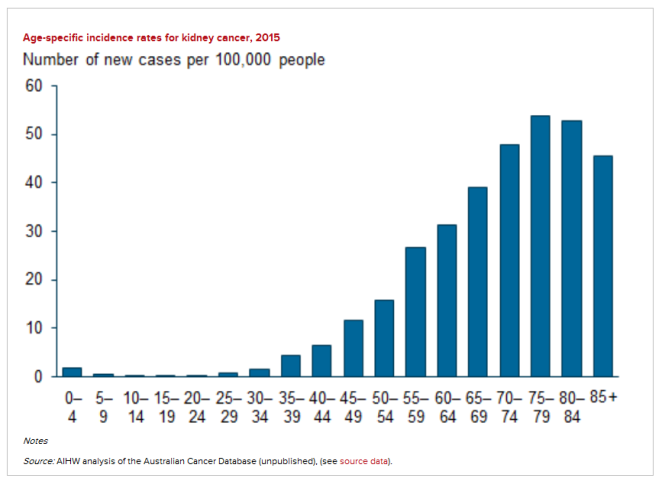 Age-specific incidence rates for kidney cancer, 2015
Number of new cases per 100,000 people
60
50
40
30
20
10
0
0– 5– 10– 15– 20– 25– 30– 35– 40– 45– 50– 55– 60– 65– 70– 75– 80– 85+
4 9 14 19 24 29 34 39 44 49 54 59 64 69 74 79 84
Notes
Source: AIHW analysis of the Australian Cancer Database (unpublished), (see source data).